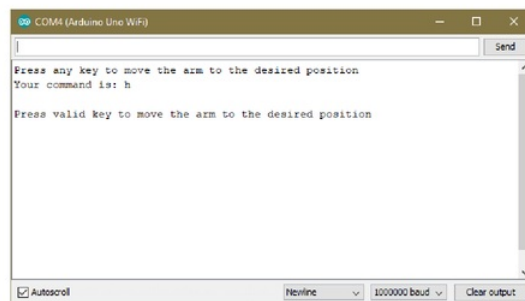 COM4 (Arduino Uno WiFi)
Send
Press any key to move the arm to the desired position
Your command is: h
Press valid key to move the arm to the desired position
Autoscroll
Newline
1000000 baud
Clear output